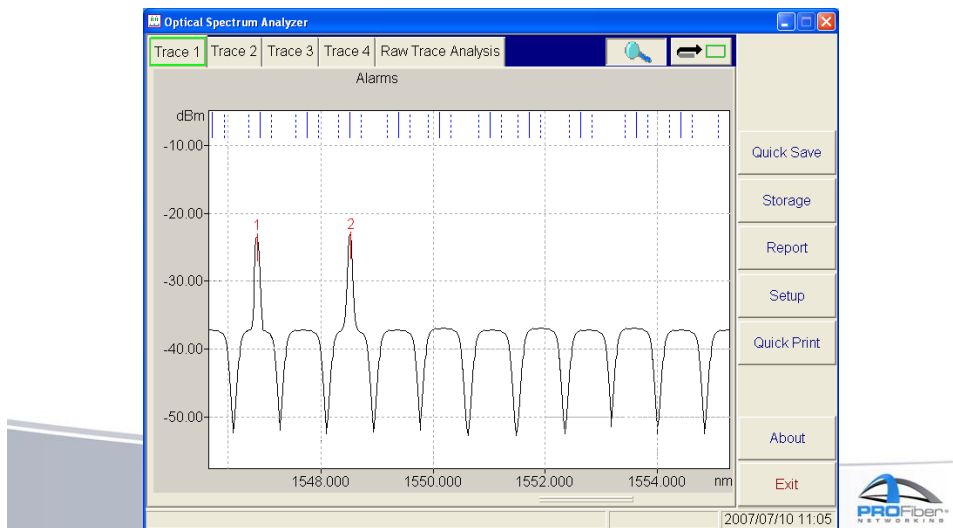 Optical Spectrum Analyzer
Trace 1 Trace 2 Trace 3 Trace 4 Raw Trace Analysis
Alarms
dBm
-10.00
Quick Save
Storage
-20.00
1 2
Report
-30.00
Setup
Quick Print
-40.00
-50.00
About
1548.000 1550.000 1552.000 1554.000 nm
Exit
2007/07/10 11:05
PROFiber
NETWORKING